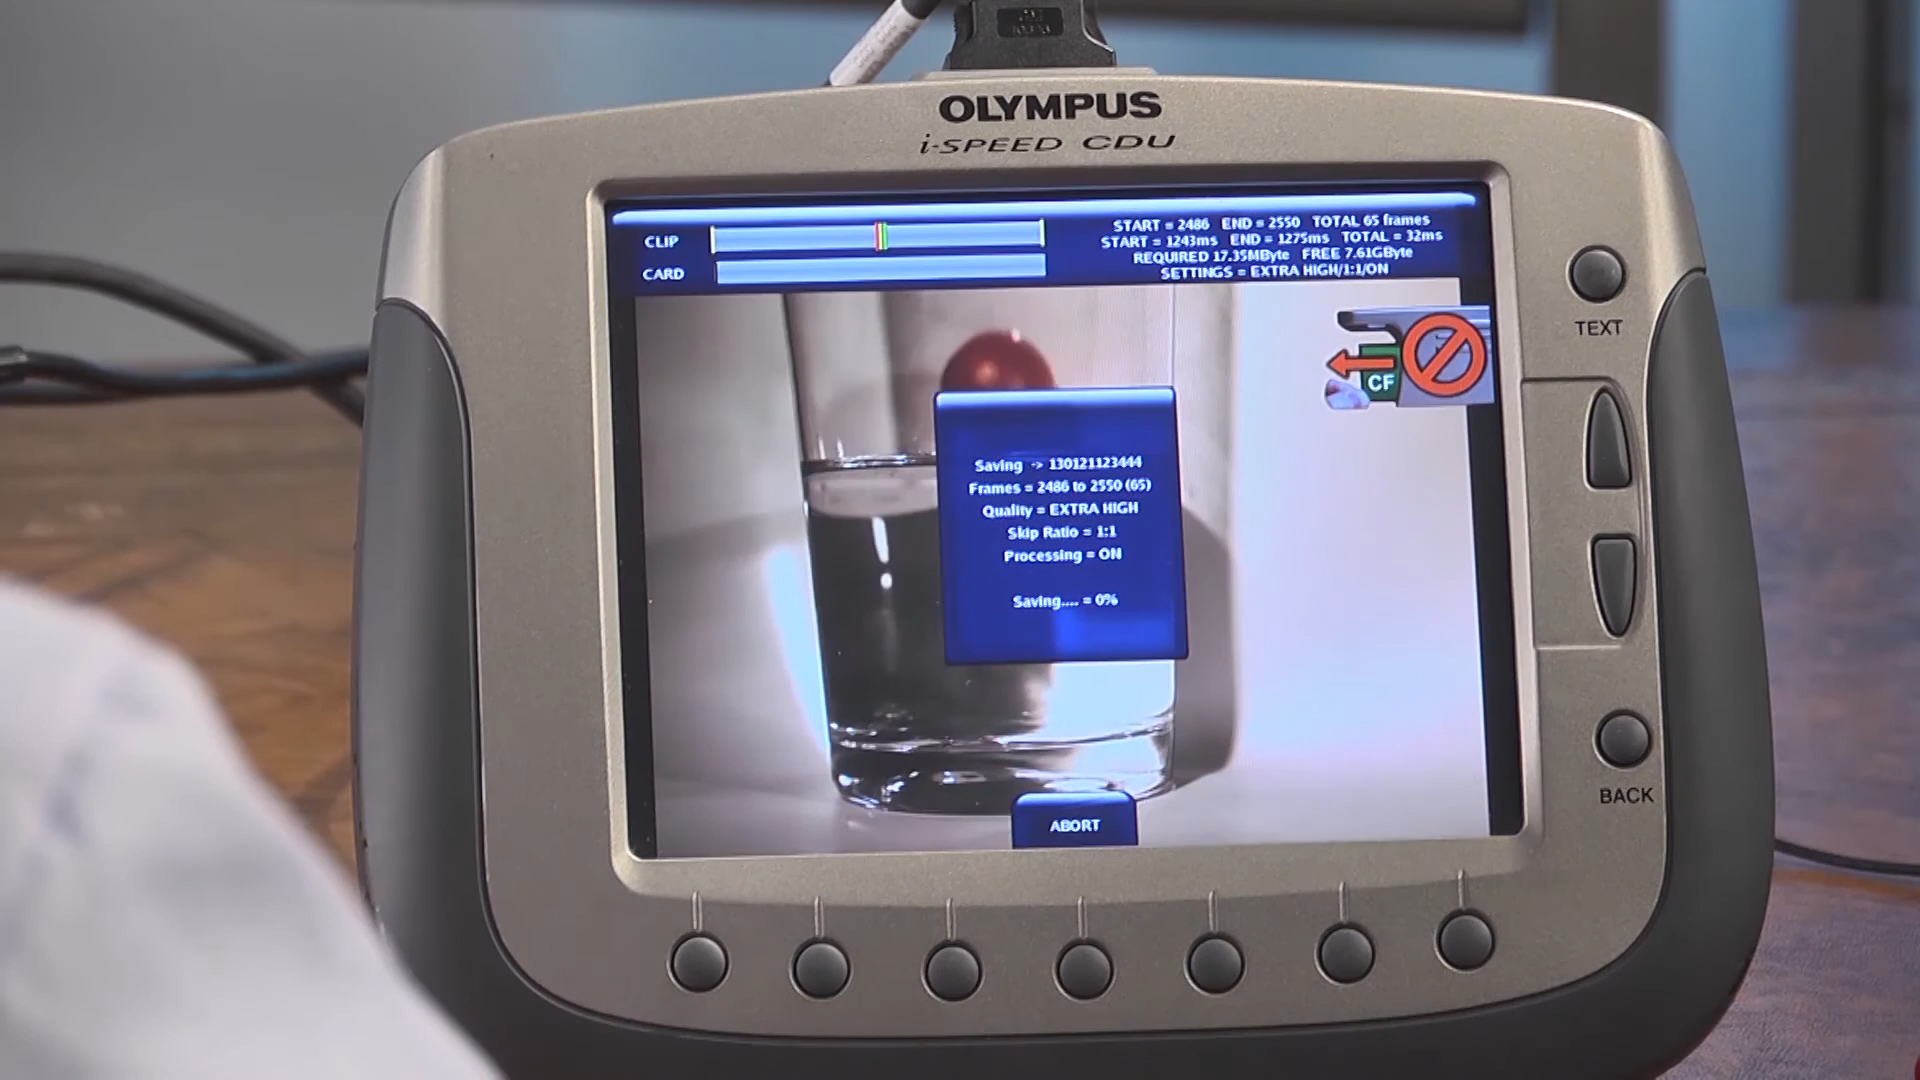 OLYMPUS
i-SPEED CDU
CLIP
CARD
START = 2486 END = 2550 TOTAL 65 frames
START = 1243ms END = 1275ms TOTAL = 32ms
REQUIRED 17.35MByte FREE 7.61GByte
SETTINGS = EXTRA HIGH/1:1/ON
TEXT
CF
Saving -> 130121123444
Frames = 2486 to 2550 (65)
Quality = EXTRA HIGH
Skip Ratio = 1:1
Processing = ON
Saving.... = 0%
BACK
ABORT